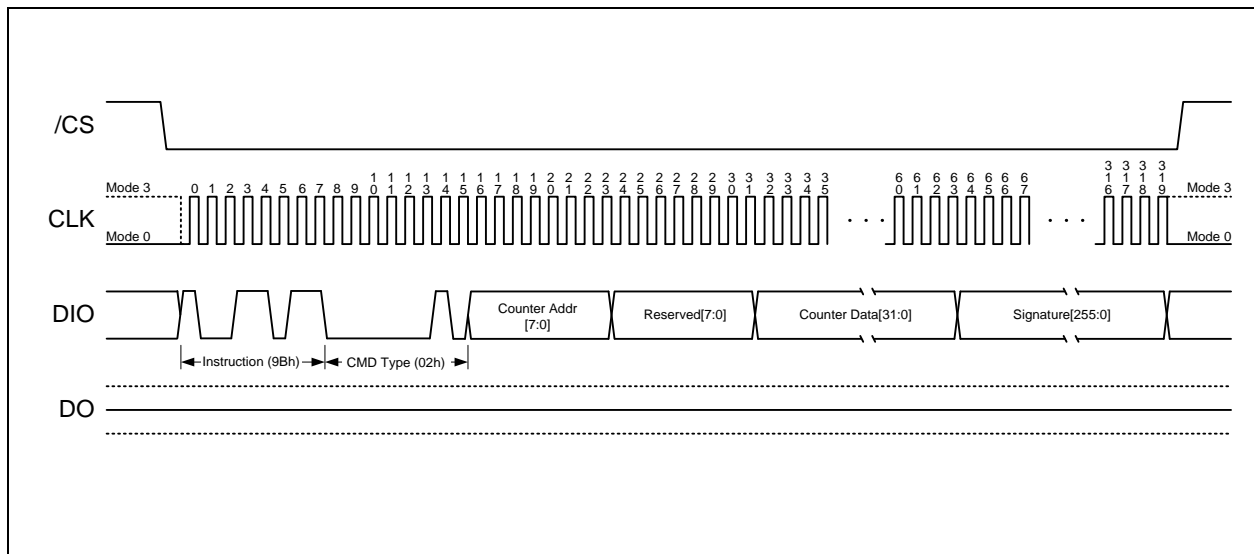 /CS
Mode 3
0 1 2 3 4 5 6 7 8 9 10 11 12 13 14 15 16 17 18 19 20 21 22 23 24 25 26 27 28 29 30 31 32 33 34 35 60 61 62 63 64 65 66 67 316 317 318 319
Mode 3
CLK
. . .
. . .
Mode 0
Mode 0
DIO
Counter Addr
[7:0]
Reserved[7:0]
Counter Data[31:0]
Signature[255:0]
Instruction (9Bh)
CMD Type (02h)
DO